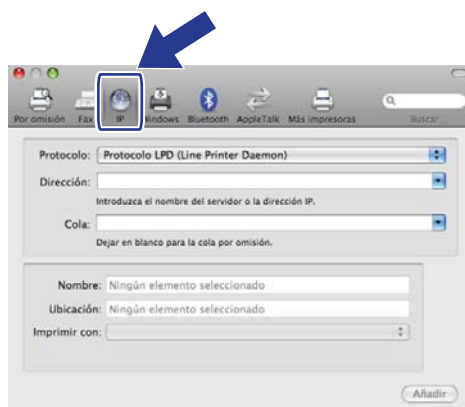 Por omisión Fax IP Windows Bluetooth AppleTalk Más impresoras Buscar
Protocolo: Protocolo LPD (Line Printer Daemon)
Dirección:
Introduzca el nombre del servidor o la dirección IP.
Cola:
Dejar en blanco para la cola por omisión.
Nombre: Ningún elemento seleccionado
Ubicación: Ningún elemento seleccionado
Imprimir con:
Añadir